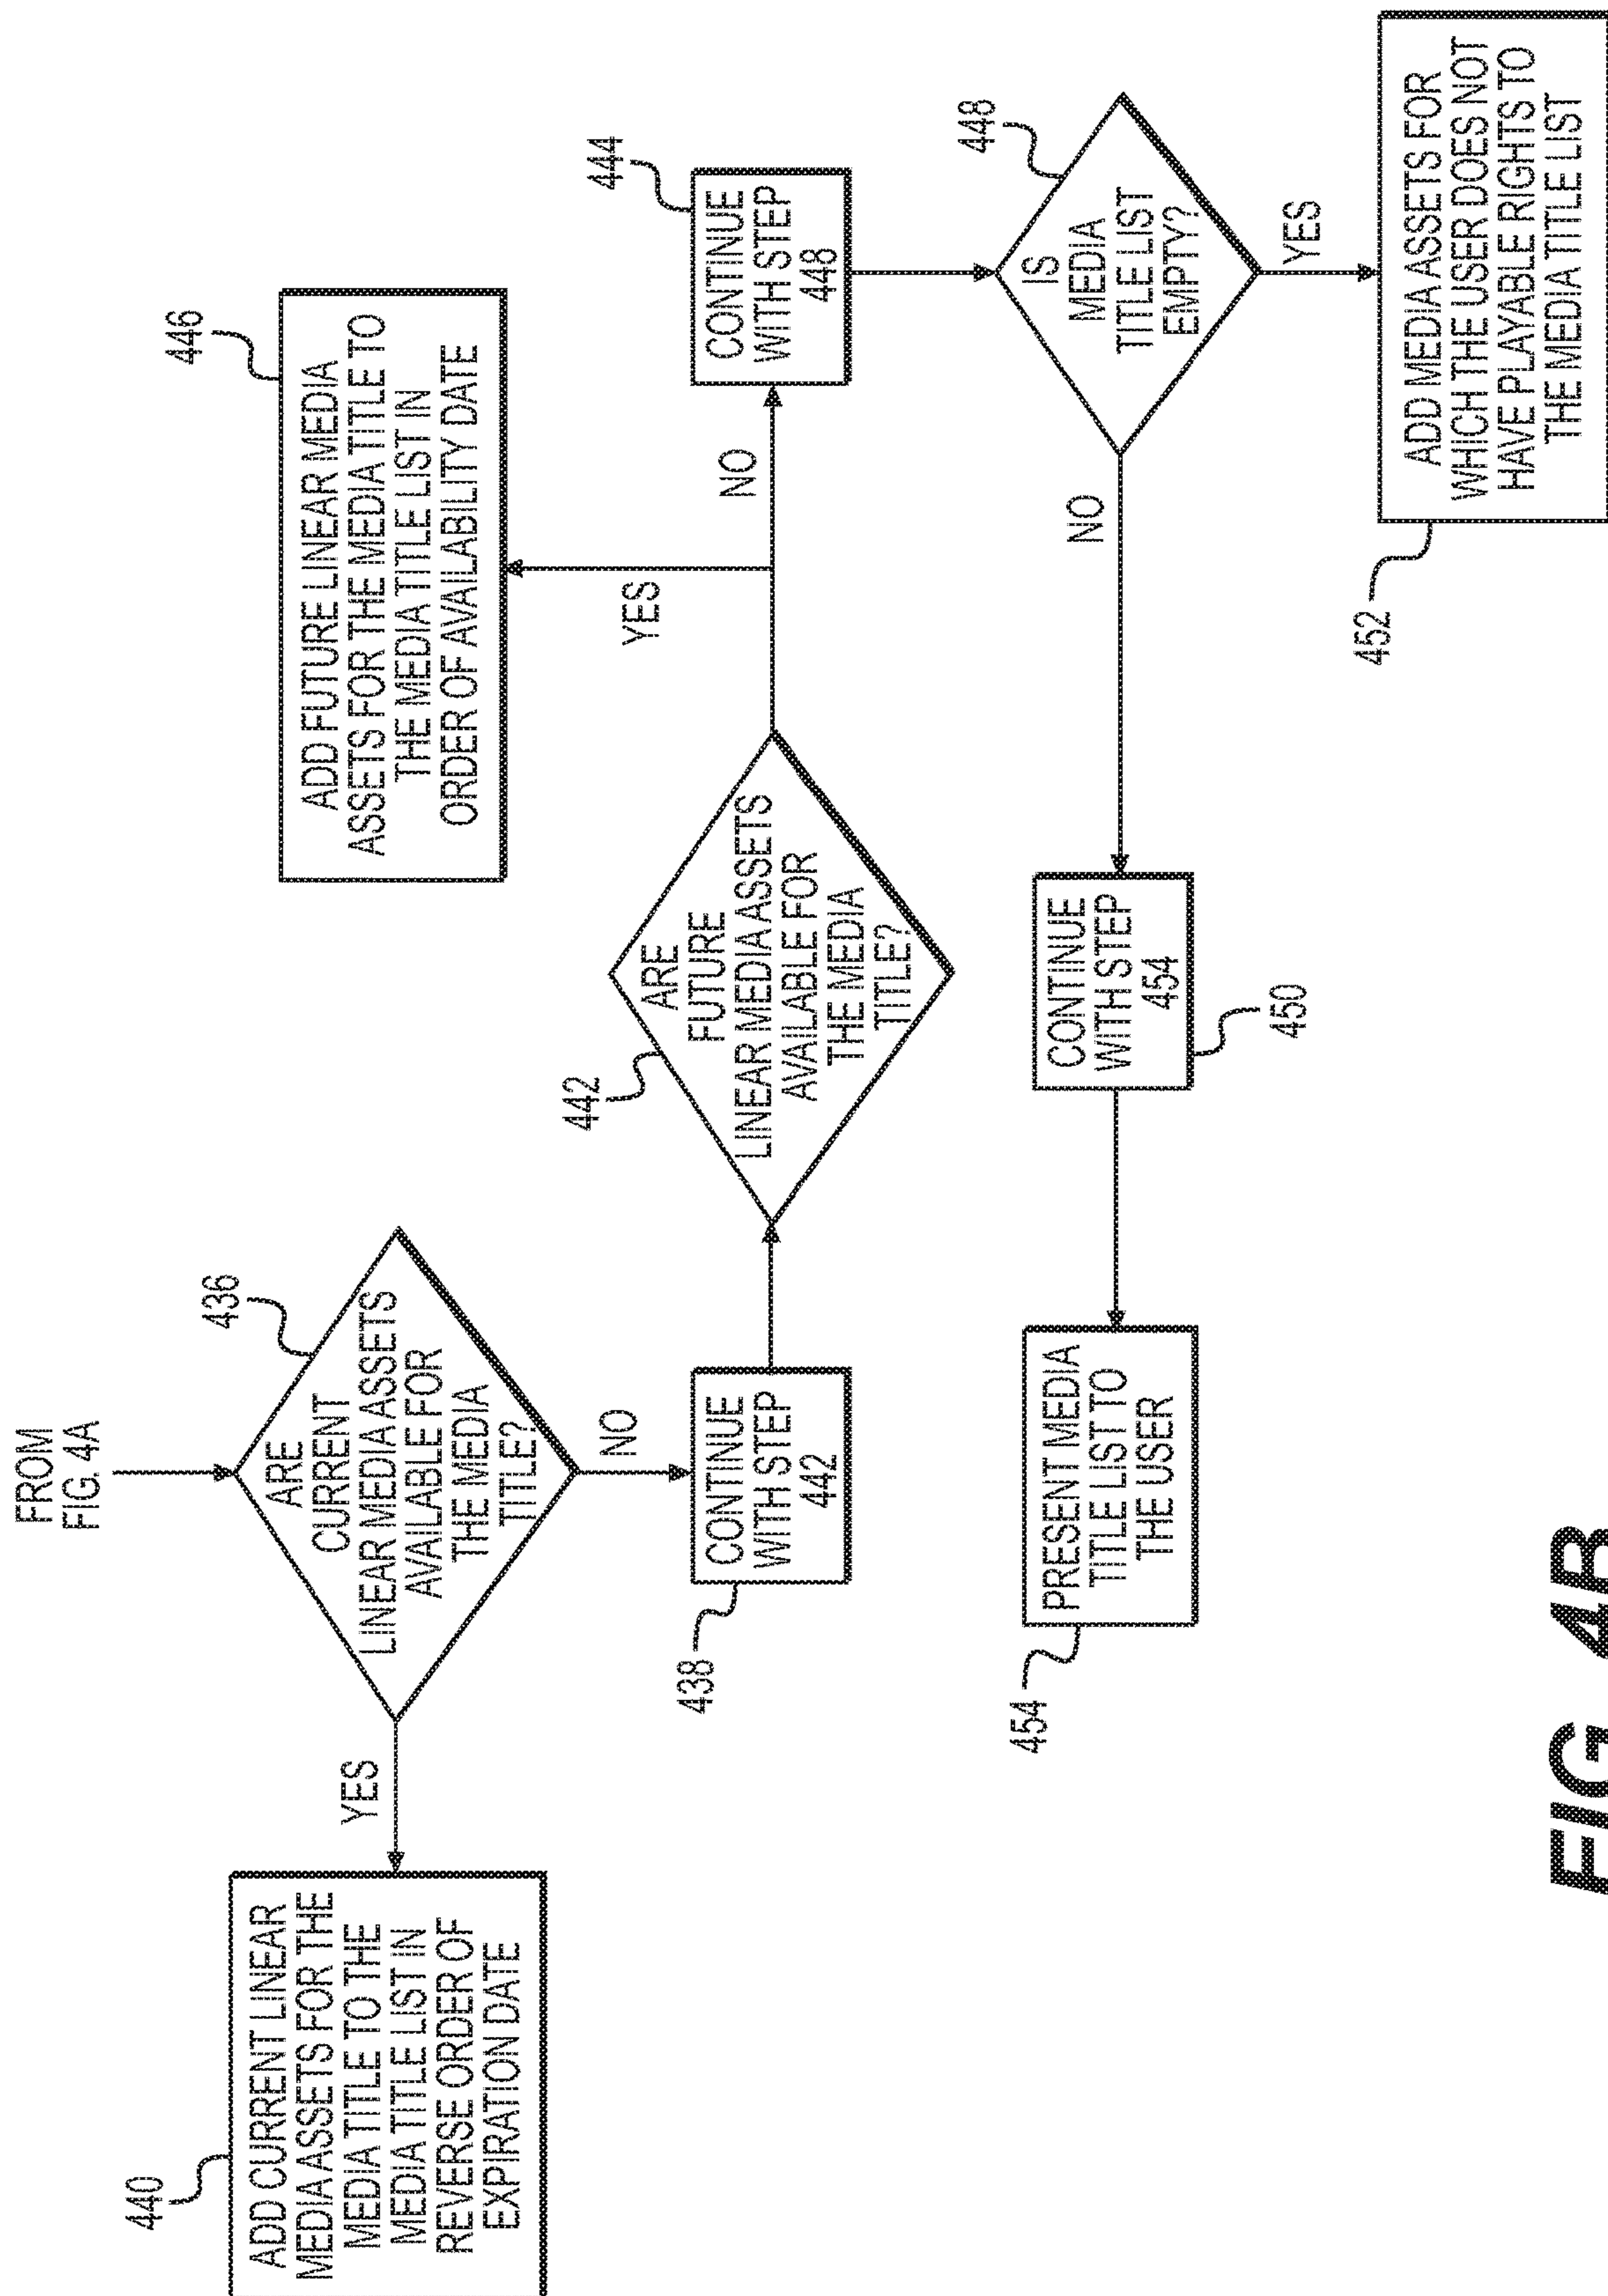 FROM
FIG. 4A
436
ARE
CURRENT
LINEAR MEDIA ASSETS
AVAILABLE FOR
THE MEDIA
TITLE?
YES
440
ADD CURRENT LINEAR
MEDIA ASSETS FOR THE
MEDIA TITLE TO THE
MEDIA TITLE LIST IN
REVERSE ORDER OF
EXPIRATION DATE
NO
438
CONTINUE
WITH STEP
442
442
ARE
FUTURE
LINEAR MEDIA ASSETS
AVAILABLE FOR
THE MEDIA
TITLE?
YES
446
ADD FUTURE LINEAR MEDIA
ASSETS FOR THE MEDIA TITLE TO
THE MEDIA TITLE LIST IN
ORDER OF AVAILABILITY DATE
NO
444
CONTINUE
WITH STEP
448
448
IS
MEDIA
TITLE LIST
EMPTY?
NO
CONTINUE
WITH STEP
454
450
454
PRESENT MEDIA
TITLE LIST TO
THE USER
YES
452
ADD MEDIA ASSETS FOR
WHICH THE USER DOES NOT
HAVE PLAYABLE RIGHTS TO
THE MEDIA TITLE LIST
FIG. 4B